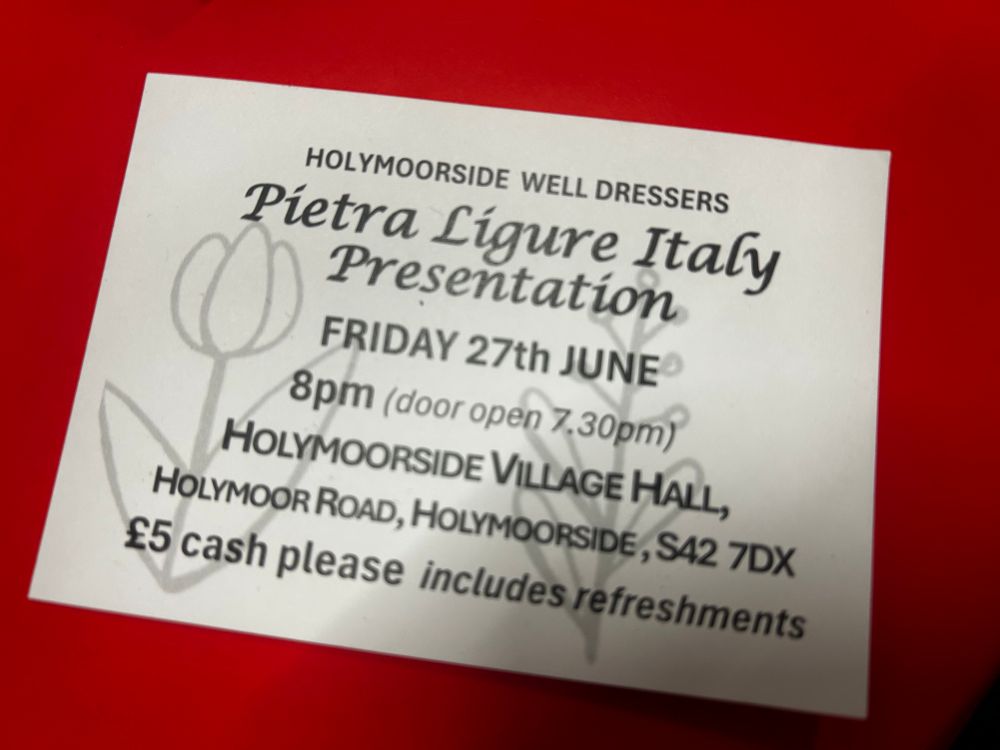 HOLYMOORSIDE WELL DRESSERS
Pietra Ligure Italy
Presentation
FRIDAY 27th JUNE
8pm (door open 7.30pm)
HOLYMOORSIDE VILLAGE HALL,
HOLYMOOR ROAD, HOLYMOORSIDE, S42 7DX
£5 cash please includes refreshments